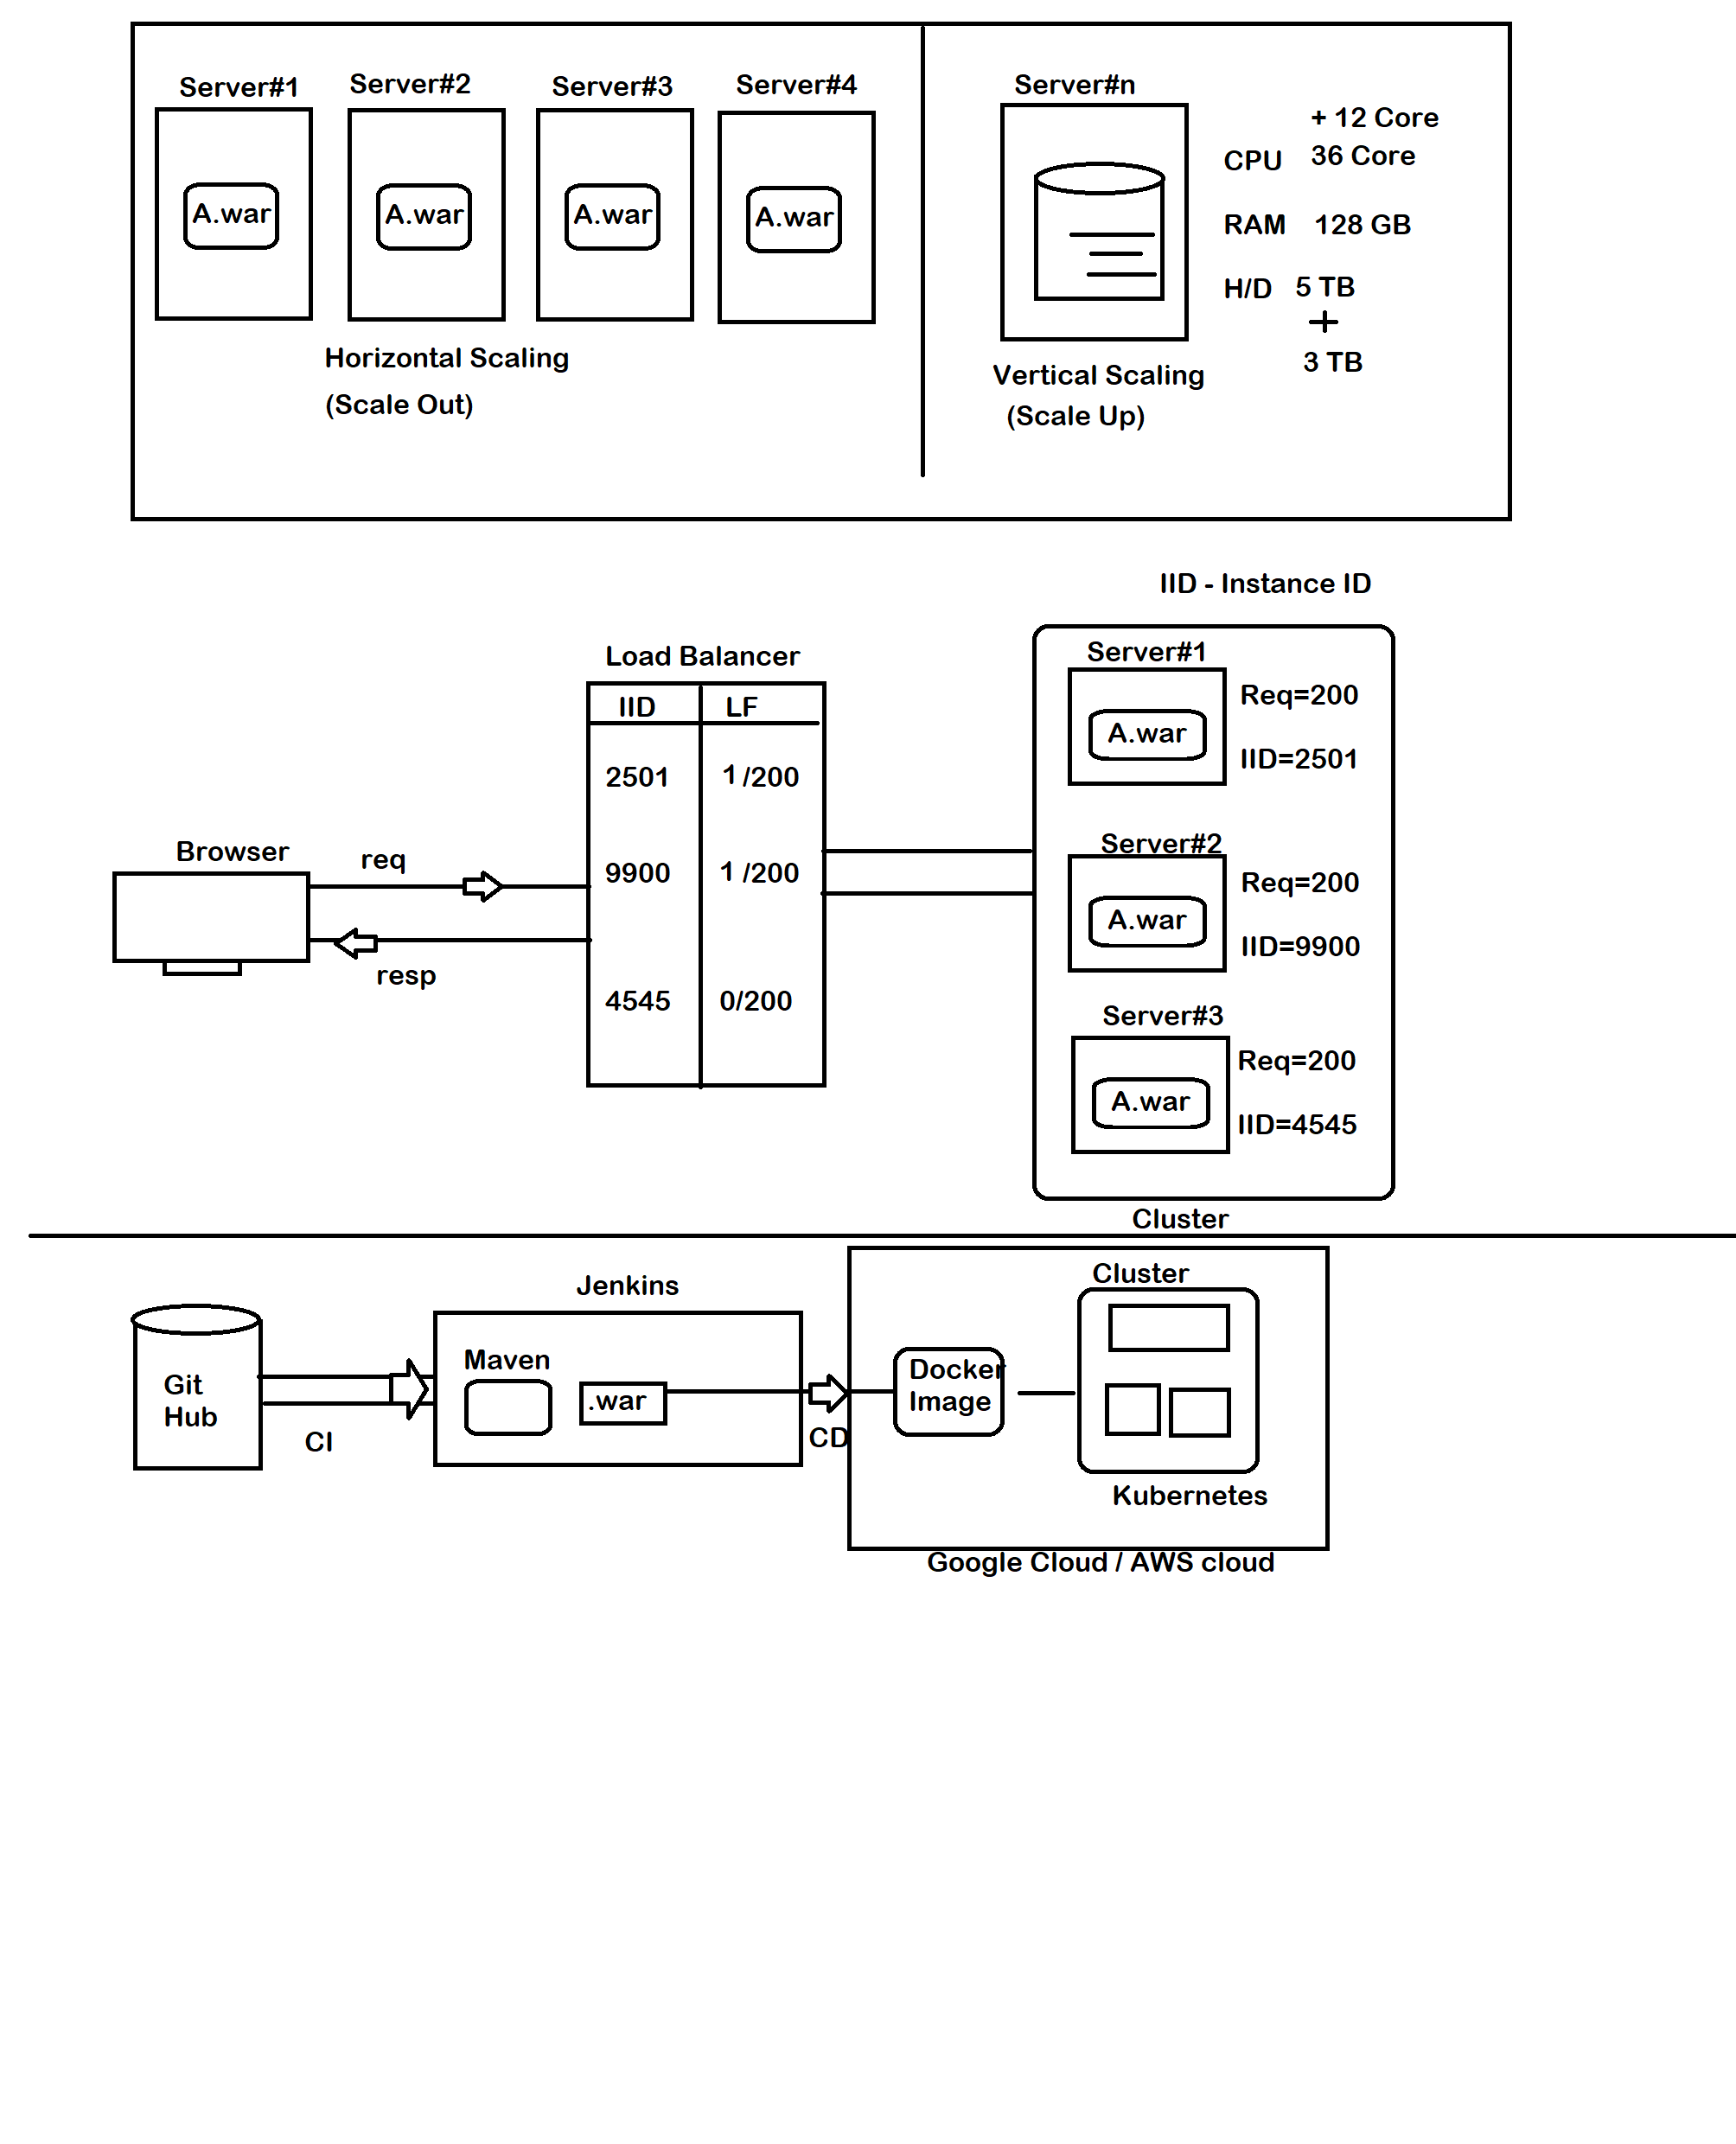 Server#1
Server#2
Server#3
Server#4
A.war
A.war
A.war
A.war
Horizontal Scaling
(Scale Out)
Server#n
+ 12 Core
CPU 36 Core
RAM 128 GB
H/D 5 TB
+
3 TB
Vertical Scaling
(Scale Up)
IID - Instance ID
Load Balancer
IID LF
2501 1/200
9900 1/200
4545 0/200
Browser
req
resp
Server#1
A.war
Req=200
IID=2501
Server#2
A.war
Req=200
IID=9900
Server#3
A.war
Req=200
IID=4545
Cluster
Git
Hub
CI
Jenkins
Maven
.war
CD
Docker
Image
Cluster
Kubernetes
Google Cloud / AWS cloud